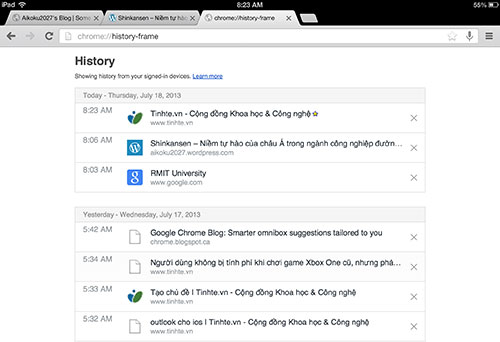 iPad
8:23 AM
55%
Aikoku2027's Blog | Some
Shinkansen – Niềm tự hào
chrome://history-frame
chrome://history-frame
History
Showing history from your signed-in devices. Learn more
Today - Thursday, July 18, 2013
8:23 AM
Tinhte.vn - Cộng đồng Khoa học & Công nghệ
www.tinhte.vn
8:06 AM
Shinkansen – Niềm tự hào của châu Á trong ngành công nghiệp đườn…
aikoku2027.wordpress.com
8:03 AM
RMIT University
www.google.com
Yesterday - Wednesday, July 17, 2013
5:42 AM
Google Chrome Blog: Smarter omnibox suggestions tailored to you
chrome.blogspot.ca
5:34 AM
Người dùng không bị tính phí khi chơi game Xbox One cũ, nhưng phả…
www.tinhte.vn
5:33 AM
Tạo chủ đề | Tinhte.vn - Cộng đồng Khoa học & Công nghệ
www.tinhte.vn
5:32 AM
outlook cho ios | Tinhte.vn - Cộng đồng Khoa học & Công nghệ
www.tinhte.vn